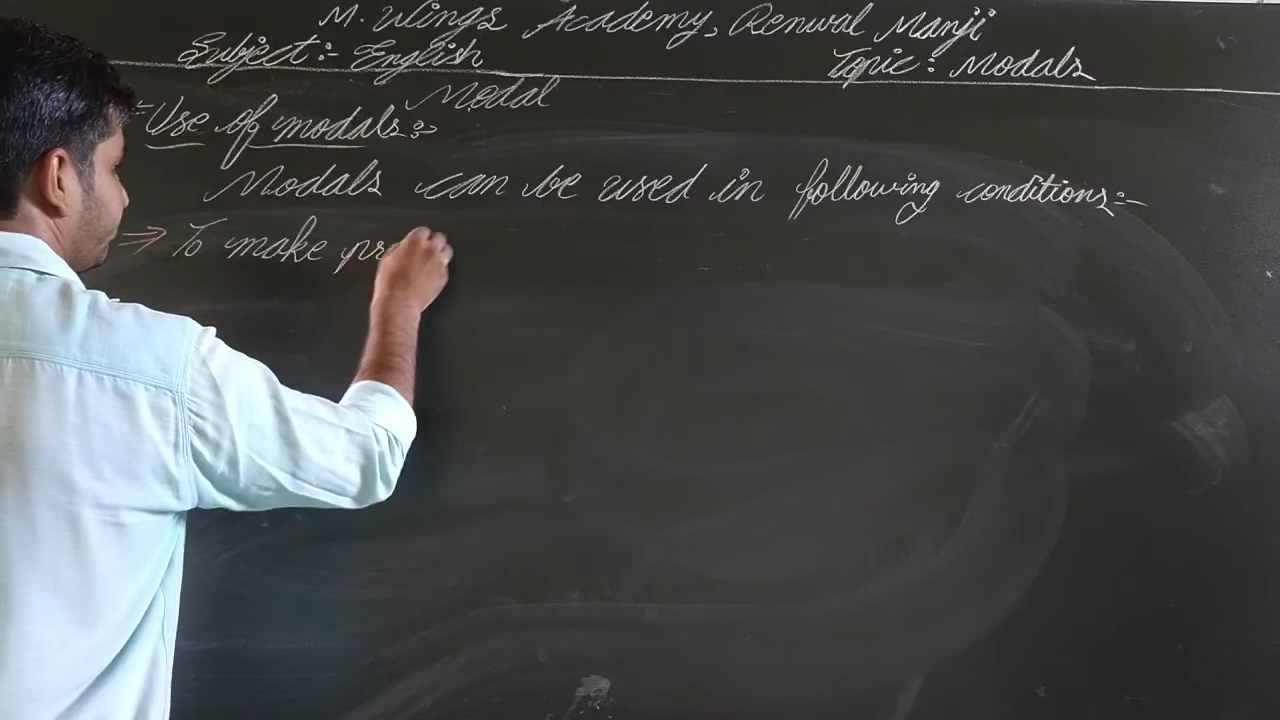 M. Wings Academy, Renwal Manji
Subject:- English Topic: Modals
Modal
Use of modals:-
Modals can be used in following conditions:-
⇒ To make pr